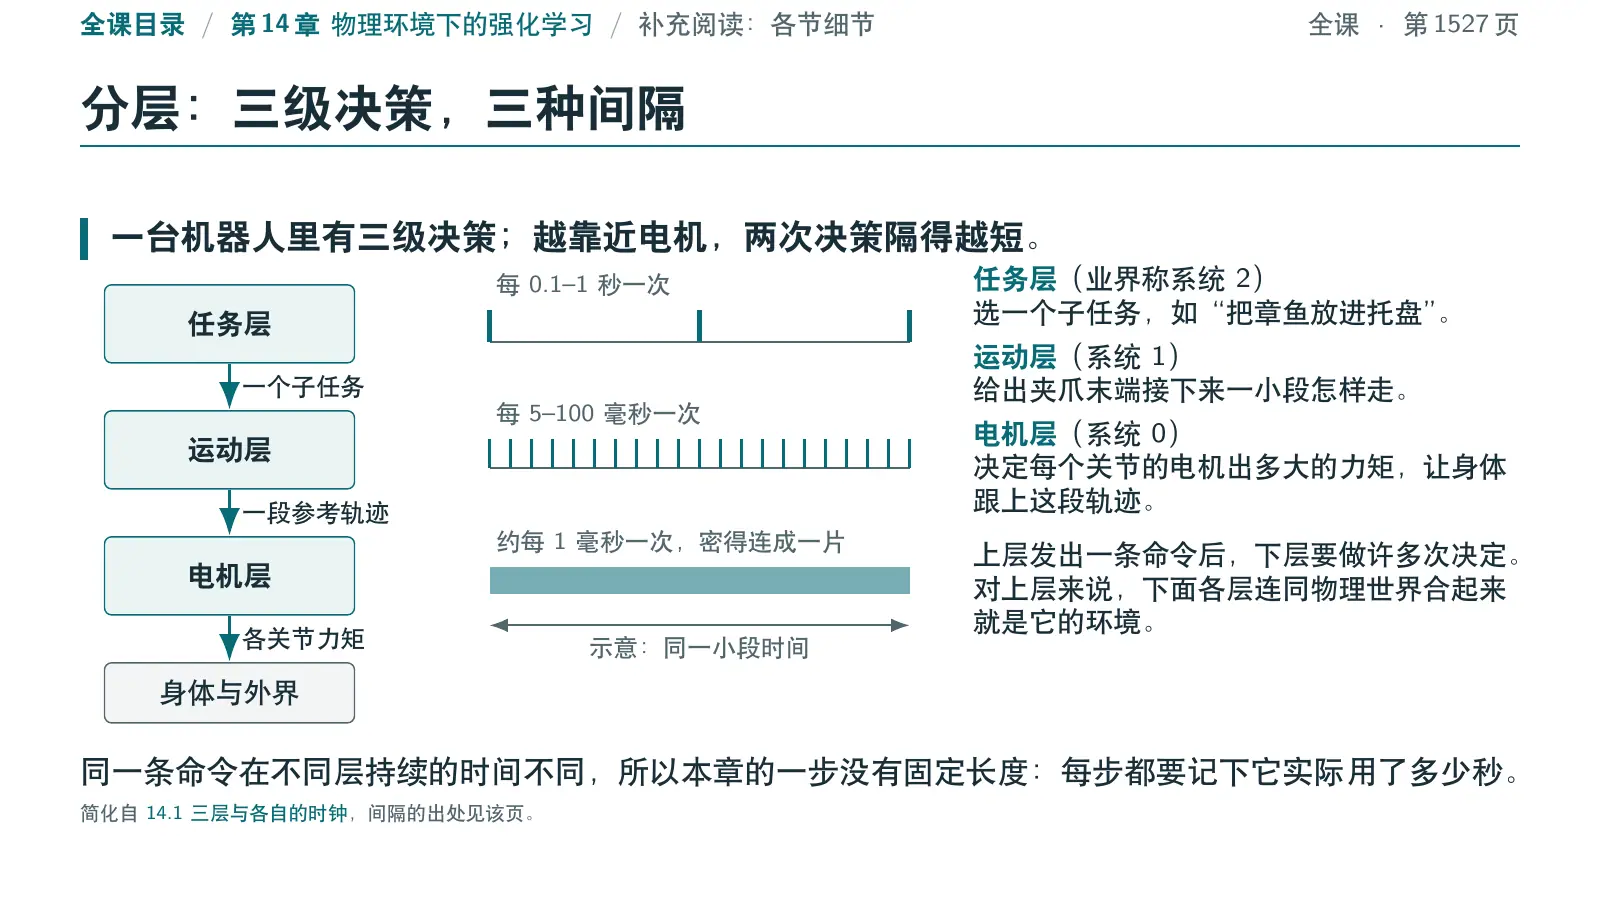 全课目录 / 第 14 章 物理环境下的强化学习 / 补充阅读：各节细节
全课 · 第 1527 页
分层：三级决策，三种间隔
一台机器人里有三级决策；越靠近电机，两次决策隔得越短。
任务层
一个子任务
运动层
一段参考轨迹
电机层
各关节力矩
身体与外界
每 0.1–1 秒一次
每 5–100 毫秒一次
约每 1 毫秒一次，密得连成一片
示意：同一小段时间
任务层（业界称系统 2）
选一个子任务，如“把章鱼放进托盘”。
运动层（系统 1）
给出夹爪末端接下来一小段怎样走。
电机层（系统 0）
决定每个关节的电机出多大的力矩，让身体
跟上这段轨迹。
上层发出一条命令后，下层要做许多次决定。
对上层来说，下面各层连同物理世界合起来
就是它的环境。
同一条命令在不同层持续的时间不同，所以本章的一步没有固定长度：每步都要记下它实际用了多少秒。
简化自 14.1 三层与各自的时钟，间隔的出处见该页。